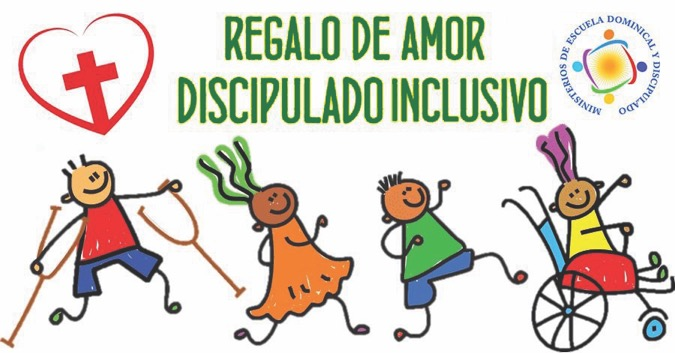 REGALO DE AMOR
DISCIPULADO INCLUSIVO
MINISTERIOS DE ESCUELA DOMINICAL Y DISCIPULADO